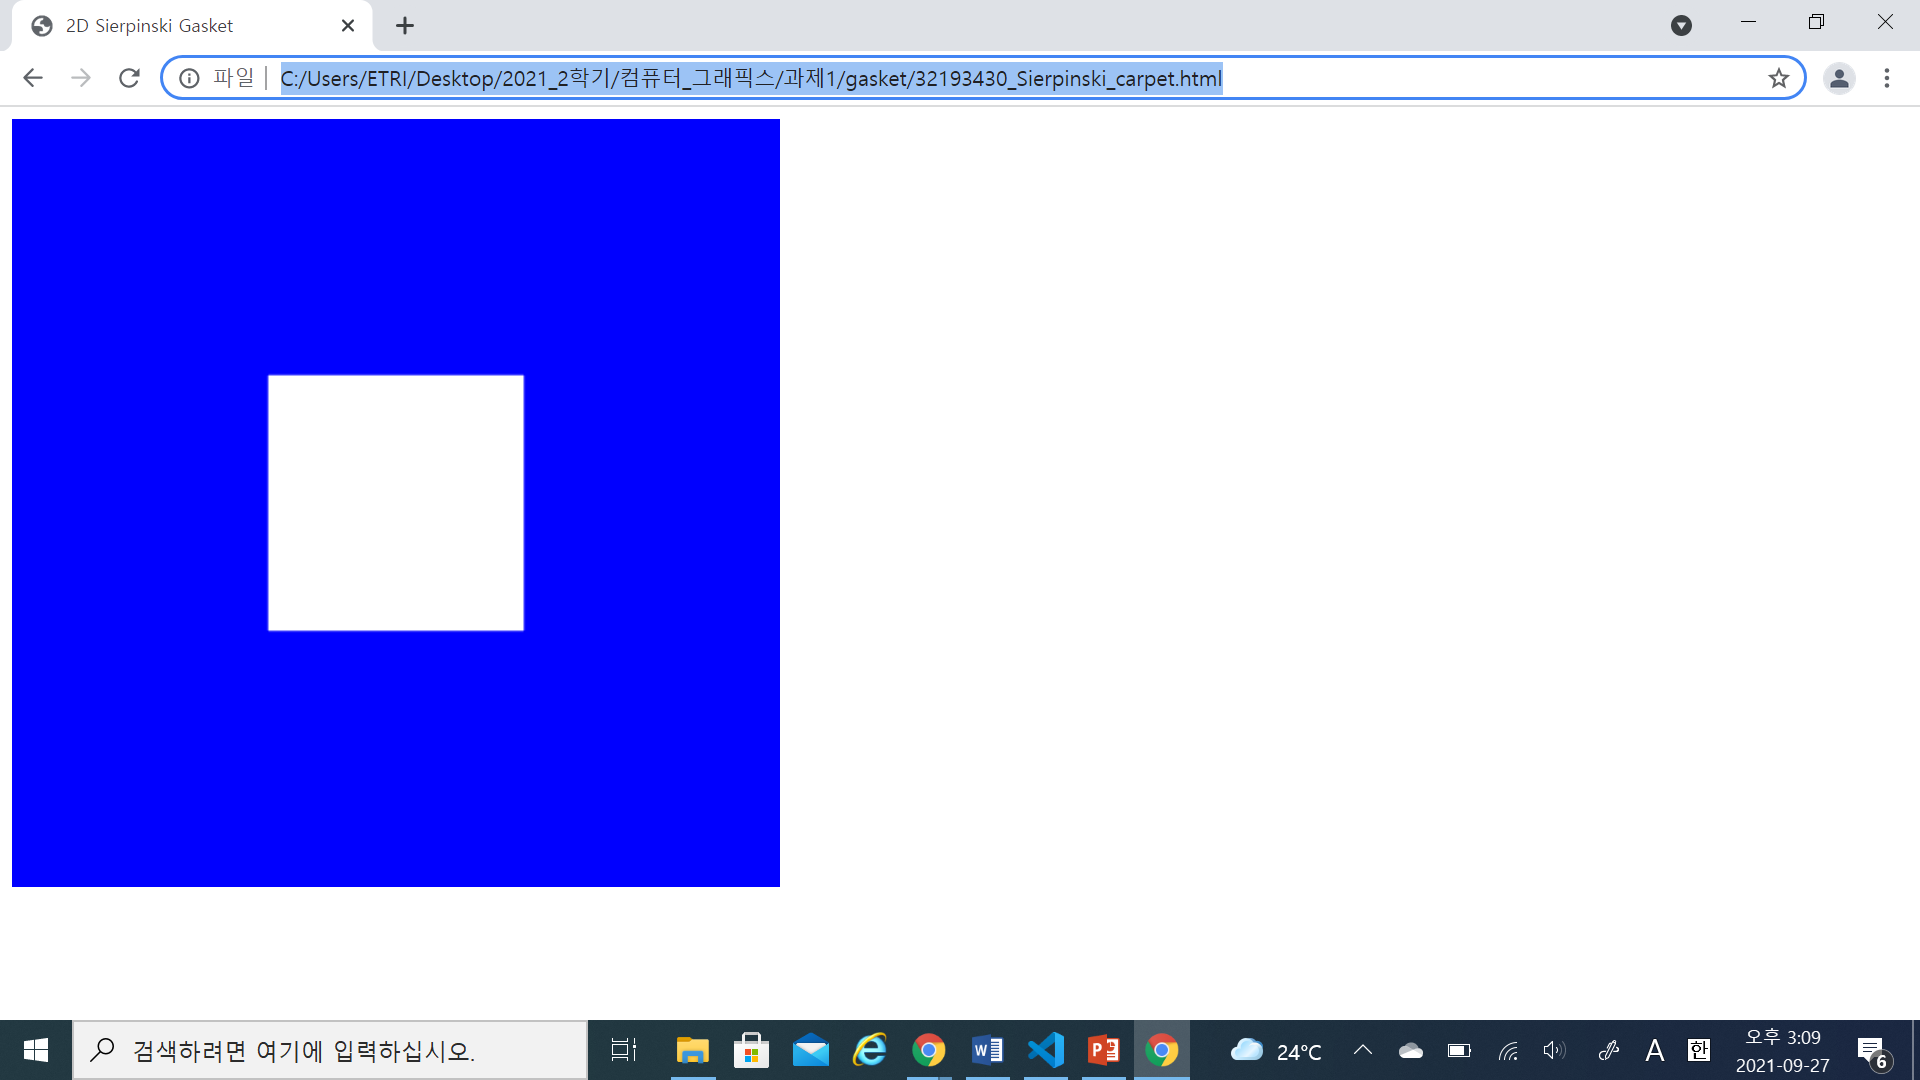 2D Sierpinski Gasket
파일 | C:/Users/ETRI/Desktop/2021_2학기/컴퓨터_그래픽스/과제1/gasket/32193430_Sierpinski_carpet.html
검색하려면 여기에 입력하십시오.
24°C
A
한
오후 3:09
2021-09-27
6